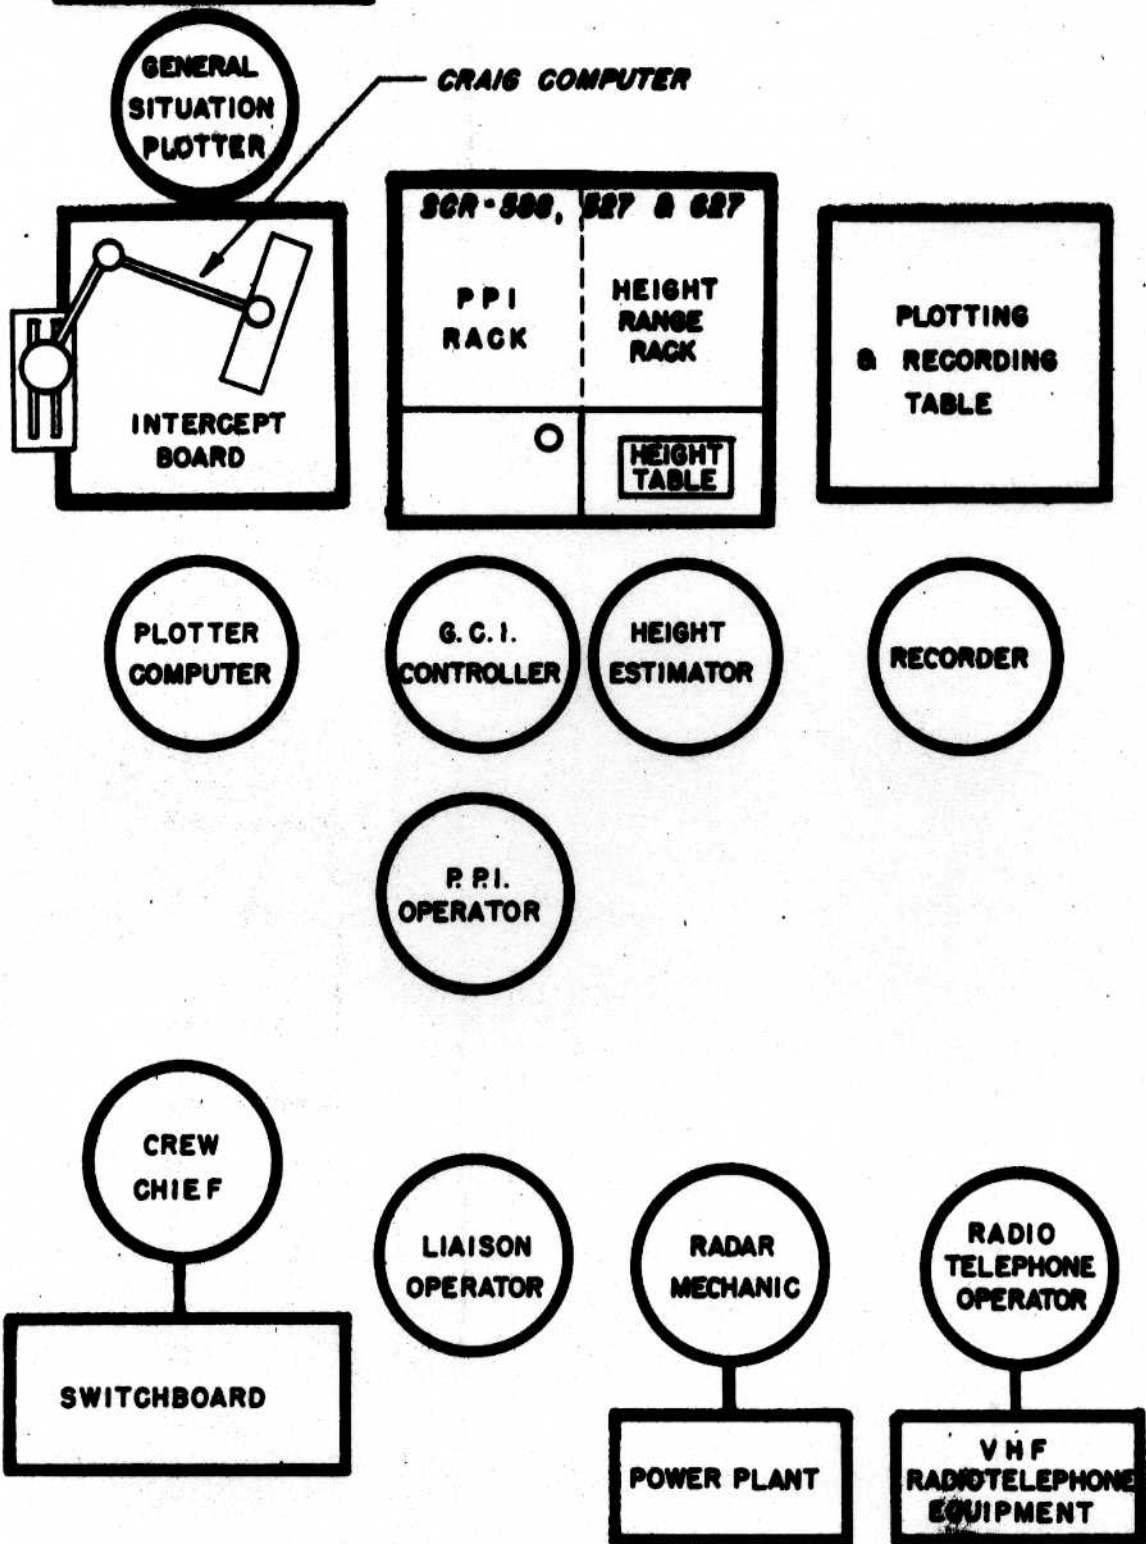 GENERAL
SITUATION
PLOTTER
CRAIG COMPUTER
SCR-588, 527 & 627
PPI
RACK
HEIGHT
RANGE
RACK
PLOTTING
& RECORDING
TABLE
INTERCEPT
BOARD
HEIGHT
TABLE
PLOTTER
COMPUTER
G.C.I.
CONTROLLER
HEIGHT
ESTIMATOR
RECORDER
P.P.I.
OPERATOR
CREW
CHIEF
LIAISON
OPERATOR
RADAR
MECHANIC
RADIO
TELEPHONE
OPERATOR
SWITCHBOARD
POWER PLANT
VHF
RADIOTELEPHONE
EQUIPMENT